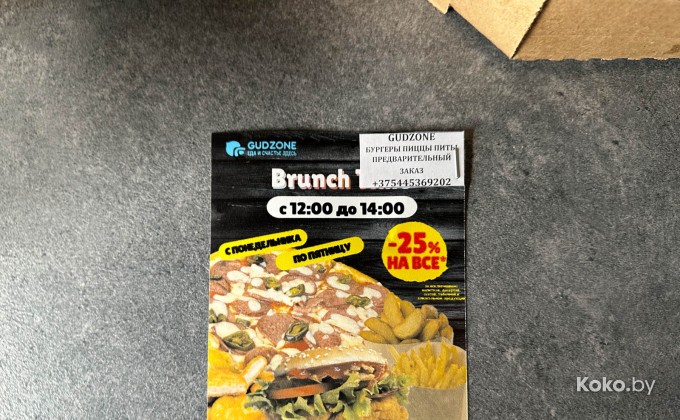 GUDZONE
ЕДА И СЧАСТЬЕ ЗДЕСЬ
GUDZONE
БУРГЕРЫ ПИЦЦЫ ПИТЫ
ПРЕДВАРИТЕЛЬНЫЙ
ЗАКАЗ
+375445369202
Brunch
с 12:00 до 14:00
С ПОНЕДЕЛЬНИКА
ПО ПЯТНИЦУ
-25%
НА ВСЕ*
Koko.by